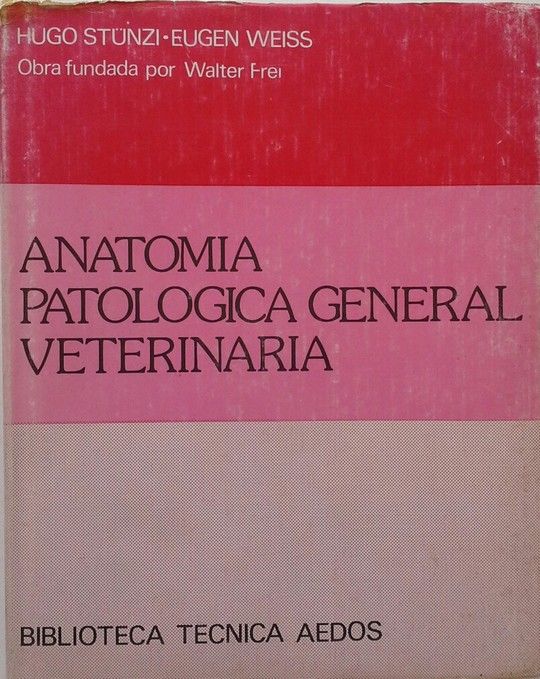 HUGO STÜNZI•EUGEN WEISS
Obra fundada por Walter Frei
ANATOMIA
PATOLOGICA GENERAL
VETERINARIA
BIBLIOTECA TECNICA AEDOS